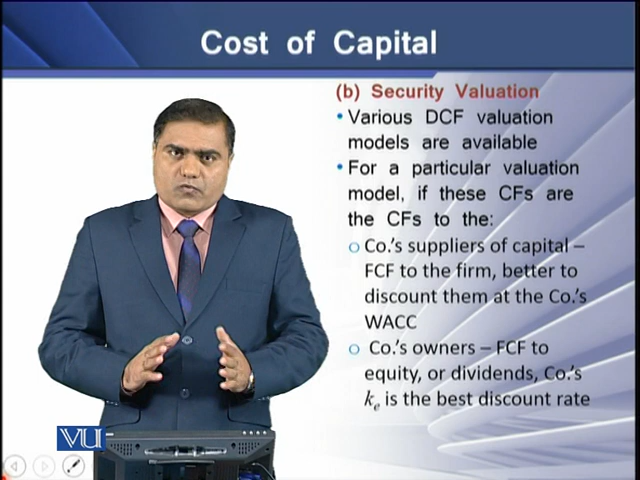 Cost of Capital
(b) Security Valuation
• Various DCF valuation
models are available
• For a particular valuation
model, if these CFs are
the CFs to the:
o Co.'s suppliers of capital –
FCF to the firm, better to
discount them at the Co.'s
WACC
o Co.'s owners – FCF to
equity, or dividends, Co.'s
ke is the best discount rate
VU